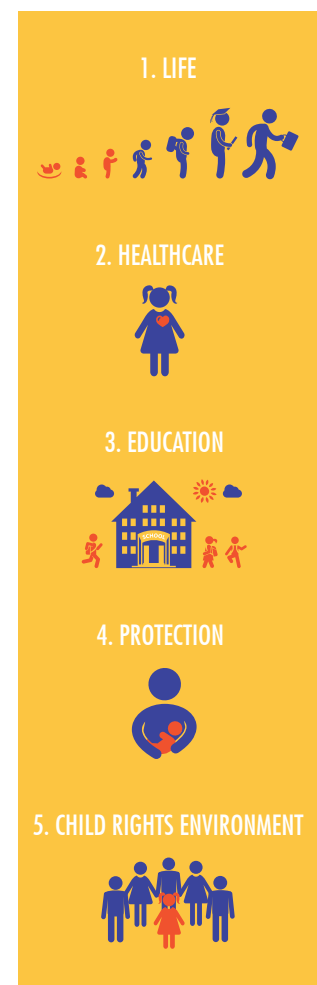 1. LIFE
2. HEALTHCARE
3. EDUCATION
SCHOOL
4. PROTECTION
5. CHILD RIGHTS ENVIRONMENT